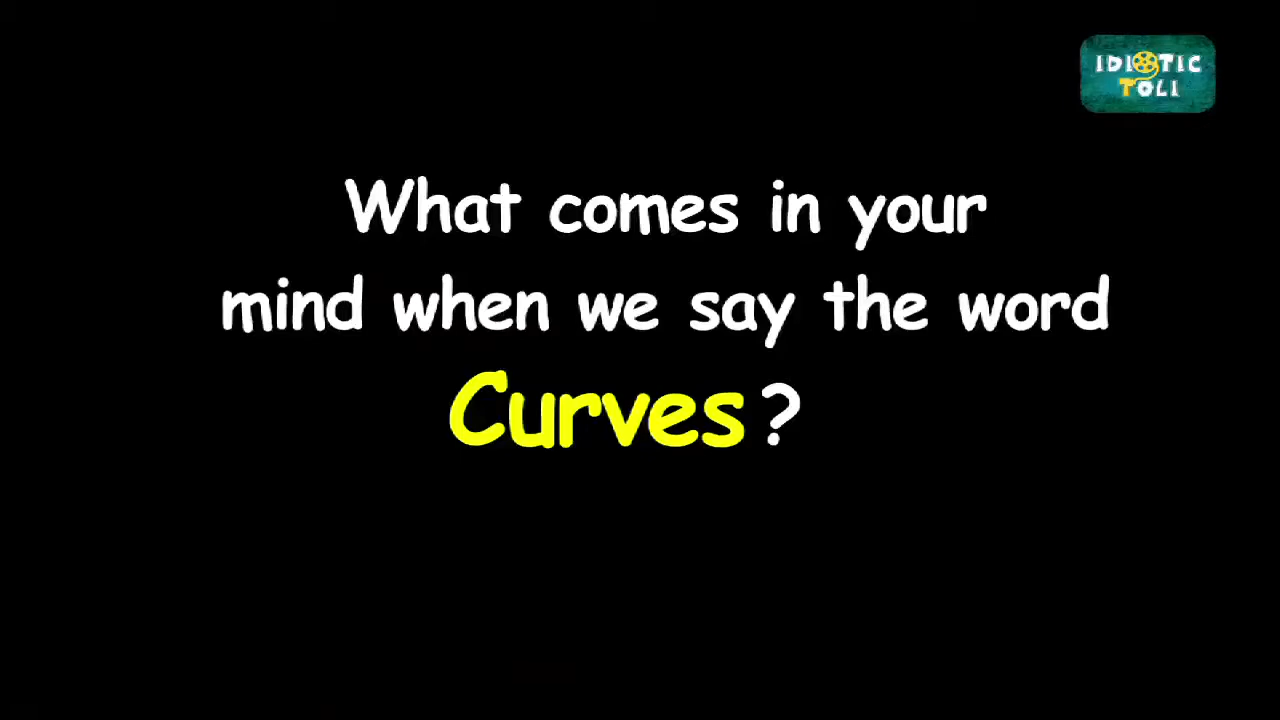 IDIOTIC
TOLI
What comes in your
mind when we say the word
Curves?